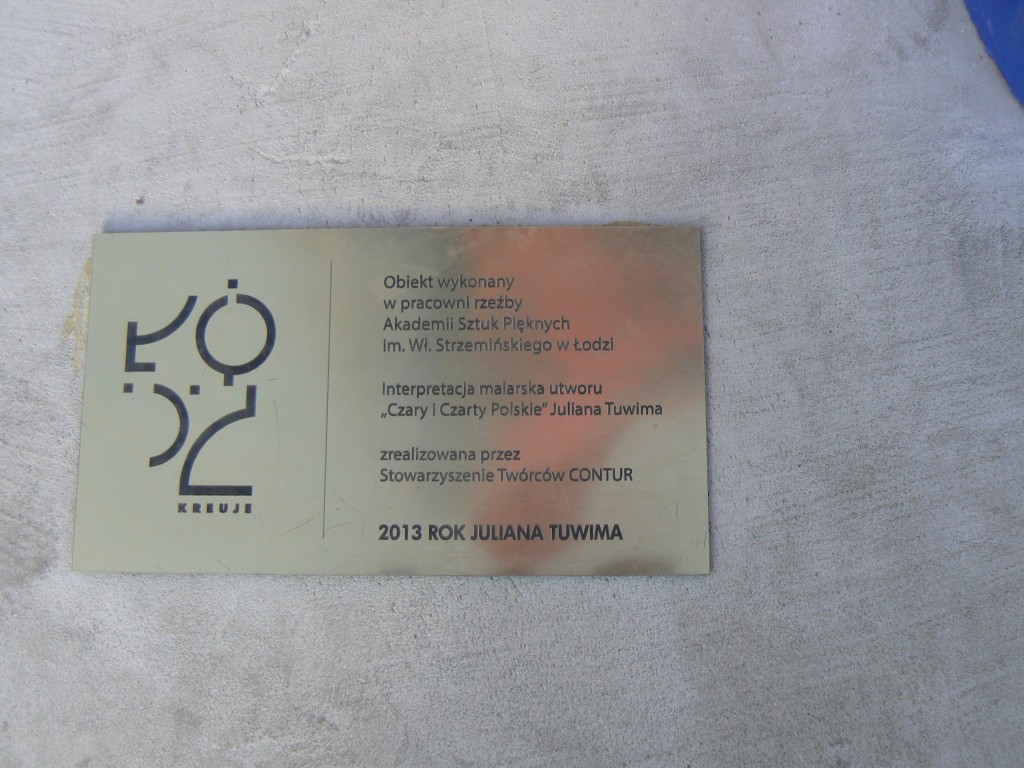 ŁÓDŹ
KREUJE
Obiekt wykonany
w pracowni rzeźby
Akademii Sztuk Pięknych
im. Wł. Strzemińskiego w Łodzi
Interpretacja malarska utworu
„Czary i Czarty Polskie" Juliana Tuwima
zrealizowana przez
Stowarzyszenie Twórców CONTUR
2013 ROK JULIANA TUWIMA